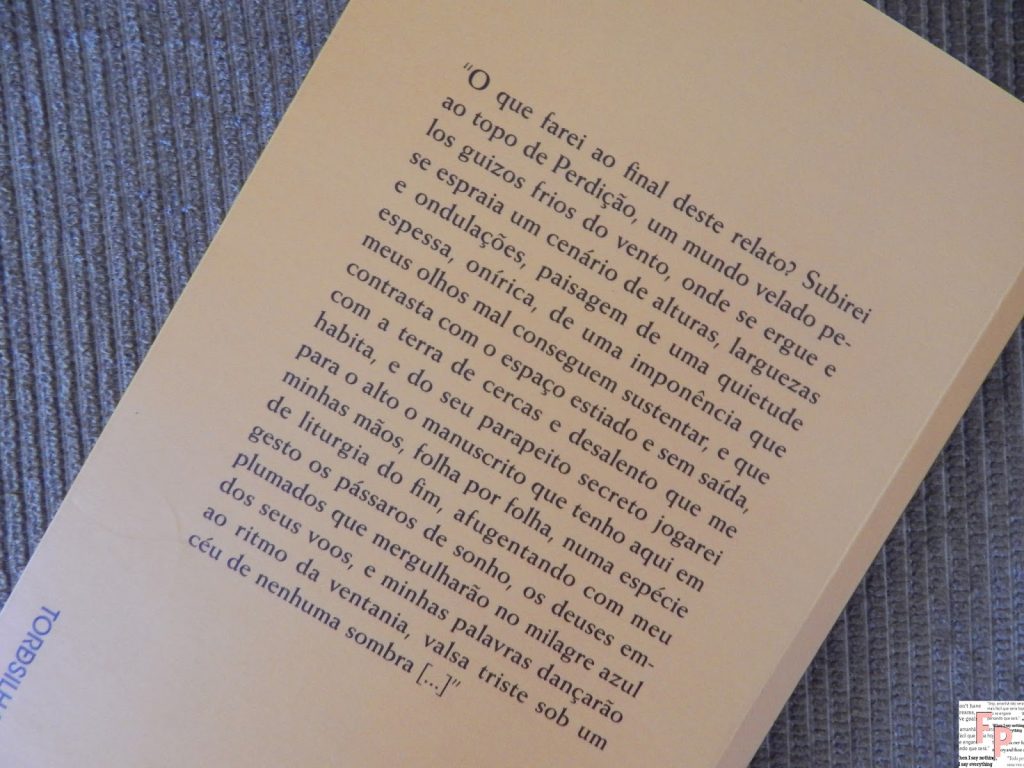 “O que farei ao final deste relato? Subirei
ao topo de Perdição, um mundo velado pe-
los guizos frios do vento, onde se ergue e
se espraia um cenário de alturas, larguezas
e ondulações, paisagem de uma quietude
espessa, onírica, de uma imponência que
meus olhos mal conseguem sustentar, e que
contrasta com o espaço estiado e sem saída,
com a terra de cercas e desalento que me
habita, e do seu parapeito secreto jogarei
para o alto o manuscrito que tenho aqui em
minhas mãos, folha por folha, numa espécie
de liturgia do fim, afugentando com meu
gesto os pássaros de sonho, os deuses em-
plumados que mergulharão no milagre azul
dos seus voos, e minhas palavras dançarão
ao ritmo da ventania, valsa triste sob um
céu de nenhuma sombra [...]”
FP